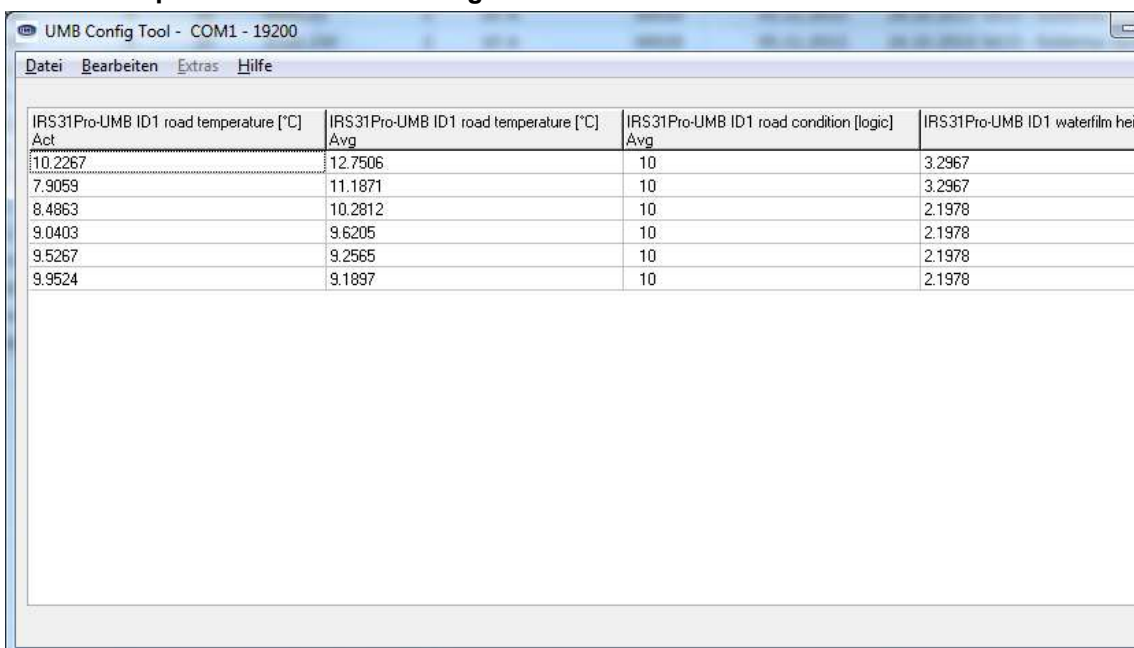 UMB Config Tool - COM1 - 19200
Datei Bearbeiten Extras Hilfe
IRS31Pro-UMB ID1 road temperature [°C] IRS31Pro-UMB ID1 road temperature [°C] IRS31Pro-UMB ID1 road condition [logic] IRS31Pro-UMB ID1 waterfilm hei
Act Avg Avg
10.2267 12.7506 10 3.2967
7.9059 11.1871 10 3.2967
8.4863 10.2812 10 2.1978
9.0403 9.6205 10 2.1978
9.5267 9.2565 10 2.1978
9.9524 9.1897 10 2.1978